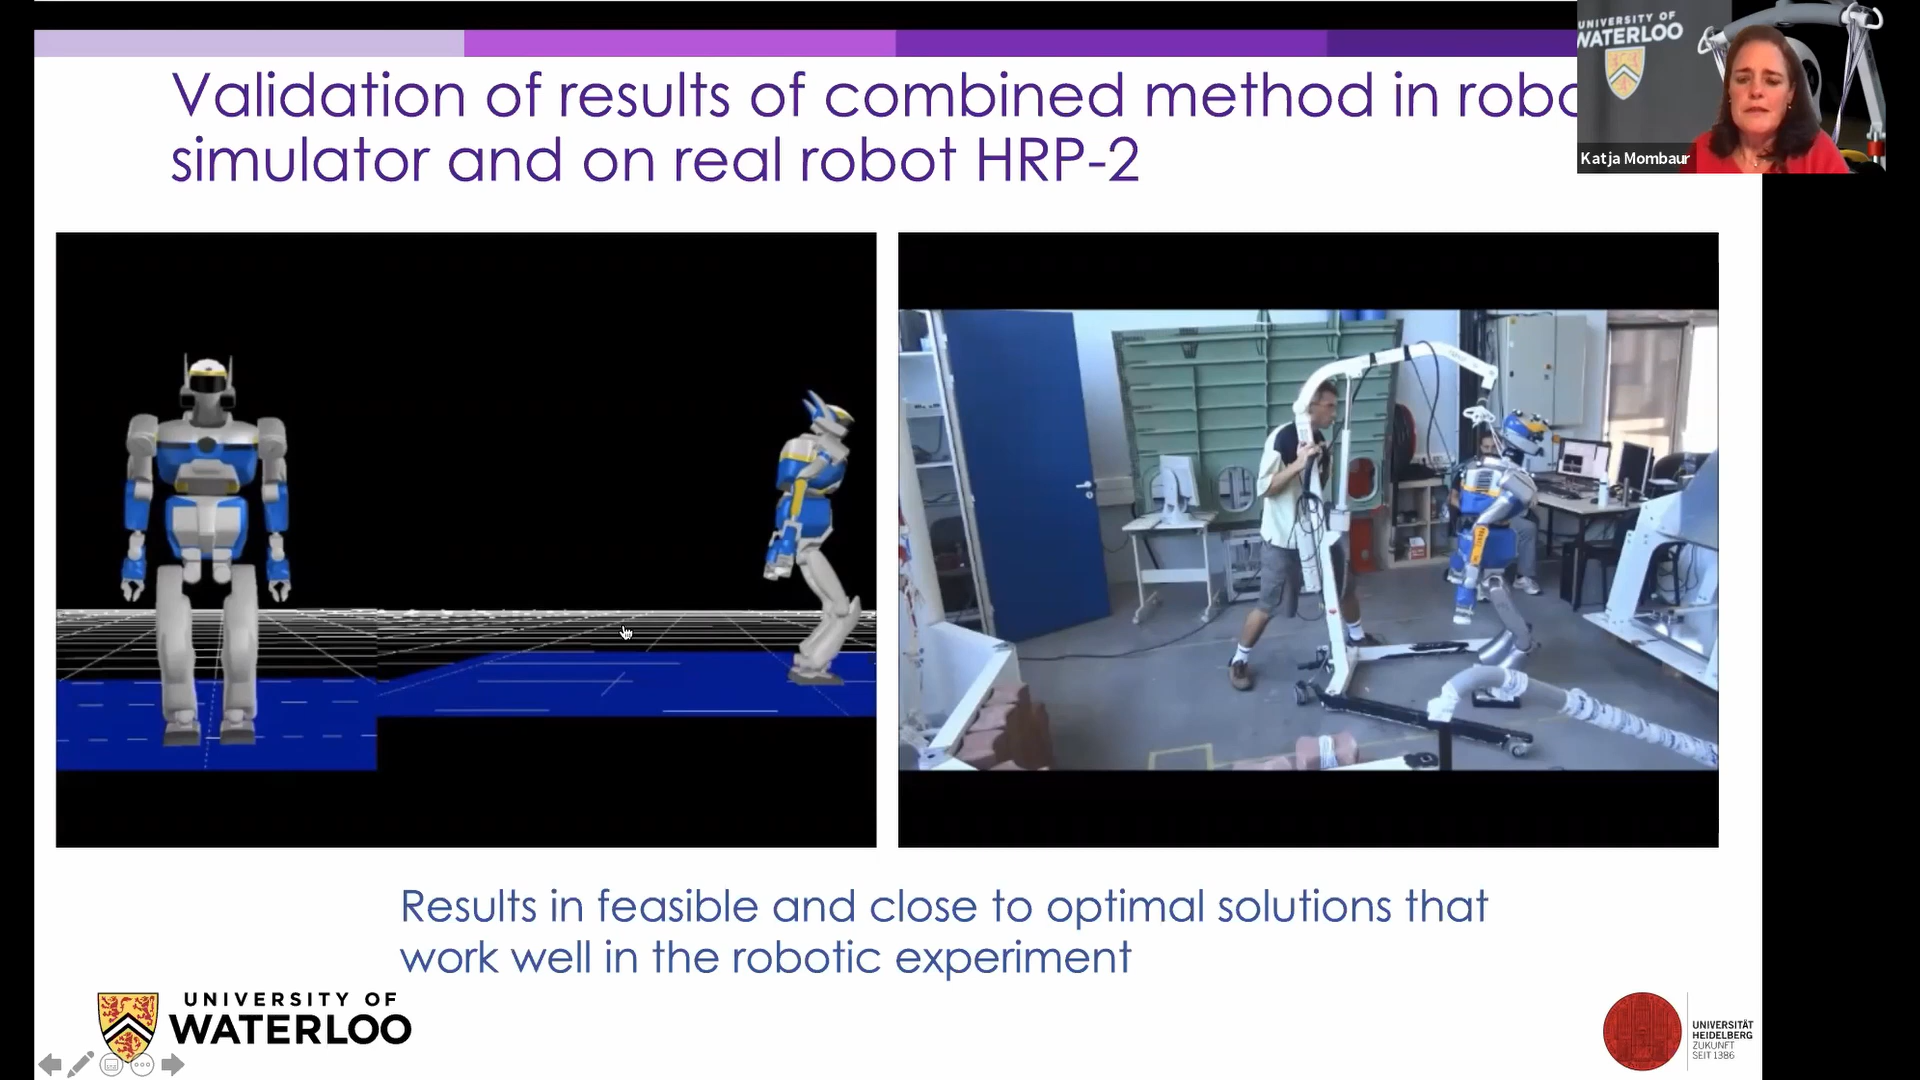 Validation of results of combined method in robo
simulator and on real robot HRP-2
UNIVERSITY OF
WATERLOO
Katja Mombaur
Results in feasible and close to optimal solutions that
work well in the robotic experiment
UNIVERSITY OF
WATERLOO
UNIVERSITÄT
HEIDELBERG
ZUKUNFT
SEIT 1386